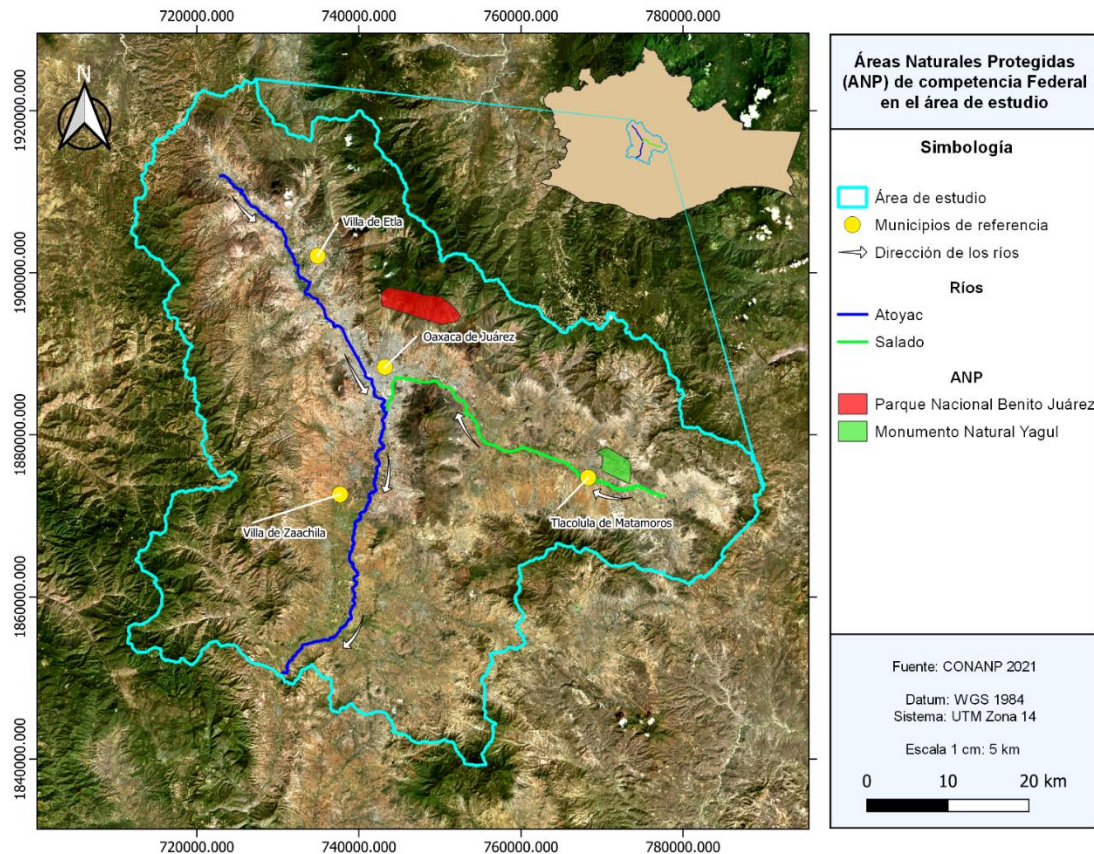 720000.000 740000.000 760000.000 780000.000
1920000.000
1900000.000
1880000.000
1860000.000
1840000.000
N
Villa de Etla
Oaxaca de Juárez
Villa de Zaachila
Tlacolula de Matamoros
720000.000 740000.000 760000.000 780000.000
Áreas Naturales Protegidas
(ANP) de competencia Federal
en el área de estudio
Simbología
Área de estudio
Municipios de referencia
Dirección de los ríos
Ríos
Atoyac
Salado
ANP
Parque Nacional Benito Juárez
Monumento Natural Yagul
Fuente: CONANP 2021
Datum: WGS 1984
Sistema: UTM Zona 14
Escala 1 cm: 5 km
0 10 20 km